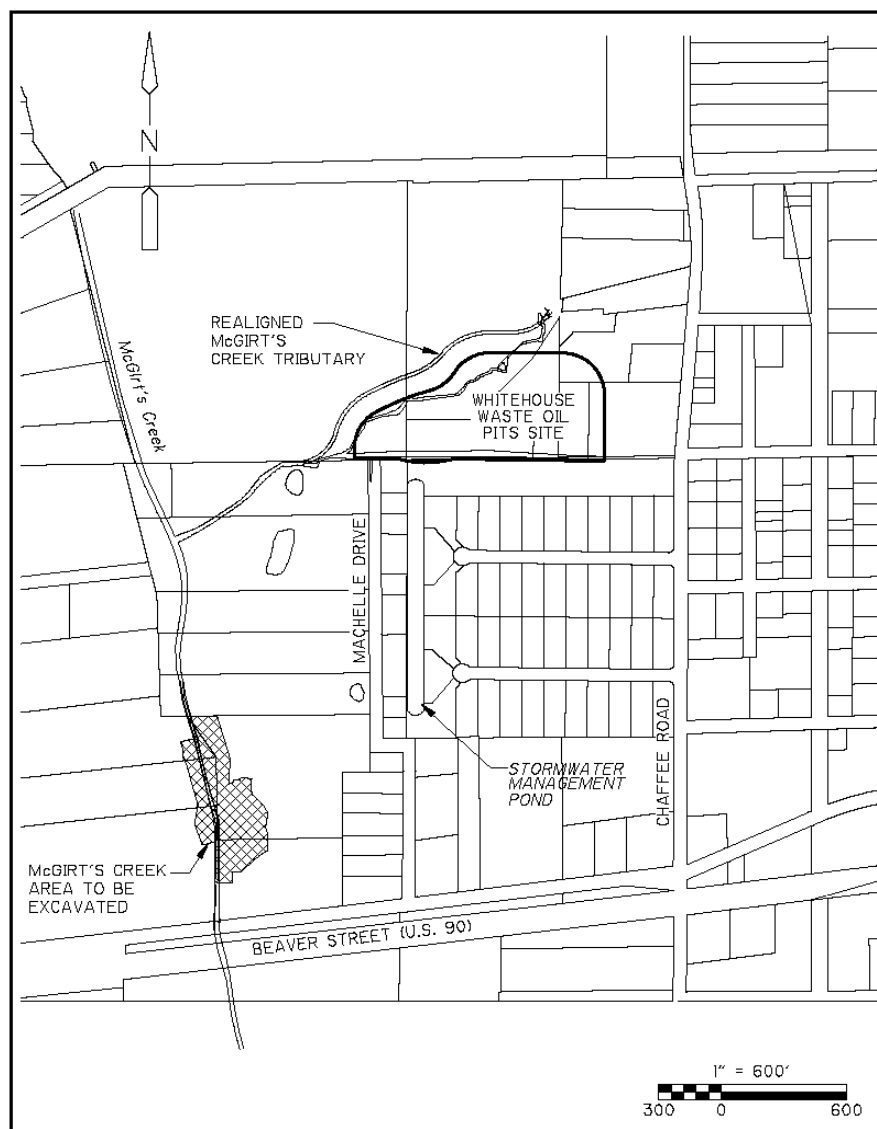 N
REALIGNED
McGIRT'S
CREEK TRIBUTARY
McGirt's Creek
WHITEHOUSE
WASTE OIL
PITS SITE
MACHELLE DRIVE
CHAFFEE ROAD
STORMWATER
MANAGEMENT
POND
McGIRT'S CREEK
AREA TO BE
EXCAVATED
BEAVER STREET (U.S. 90)
1" = 600'
300 0 600